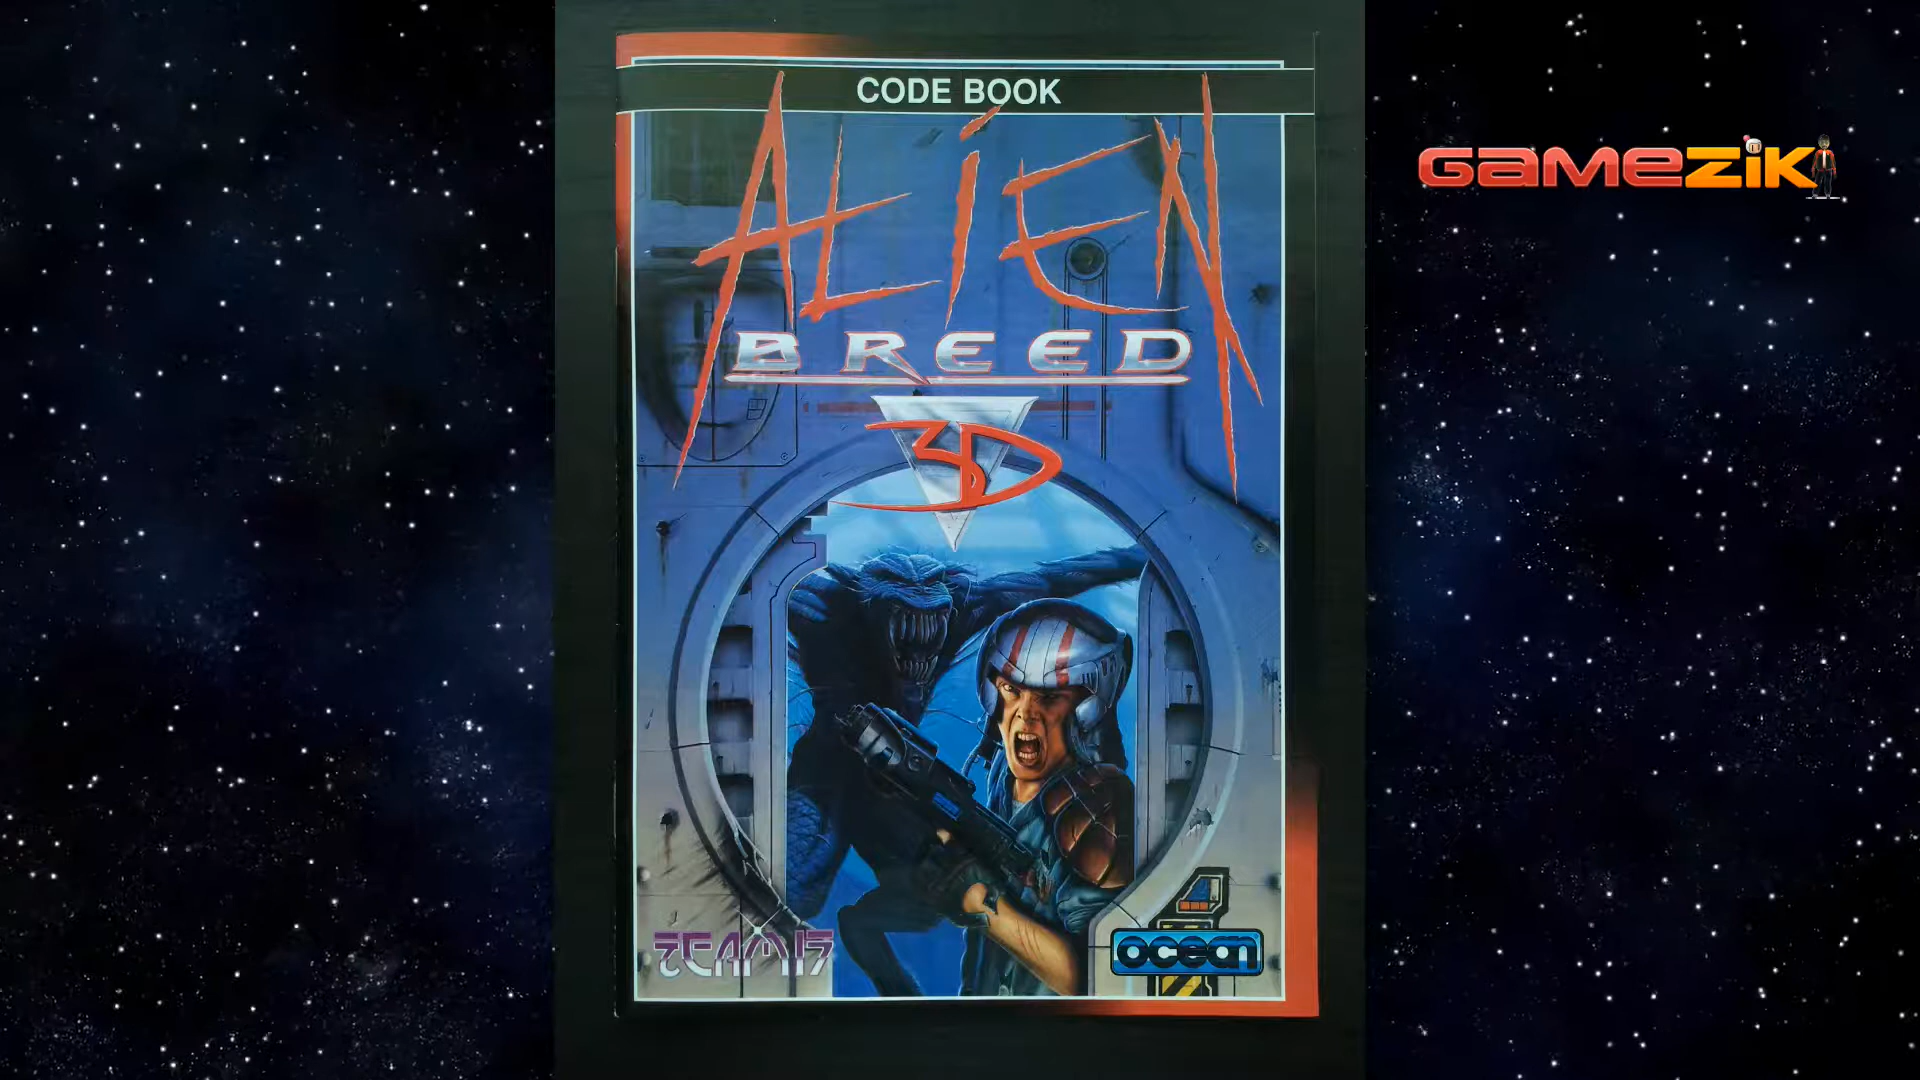 CODE BOOK
ALiEN
BREED
3D
GAMEZIK
TEAM17
ocean